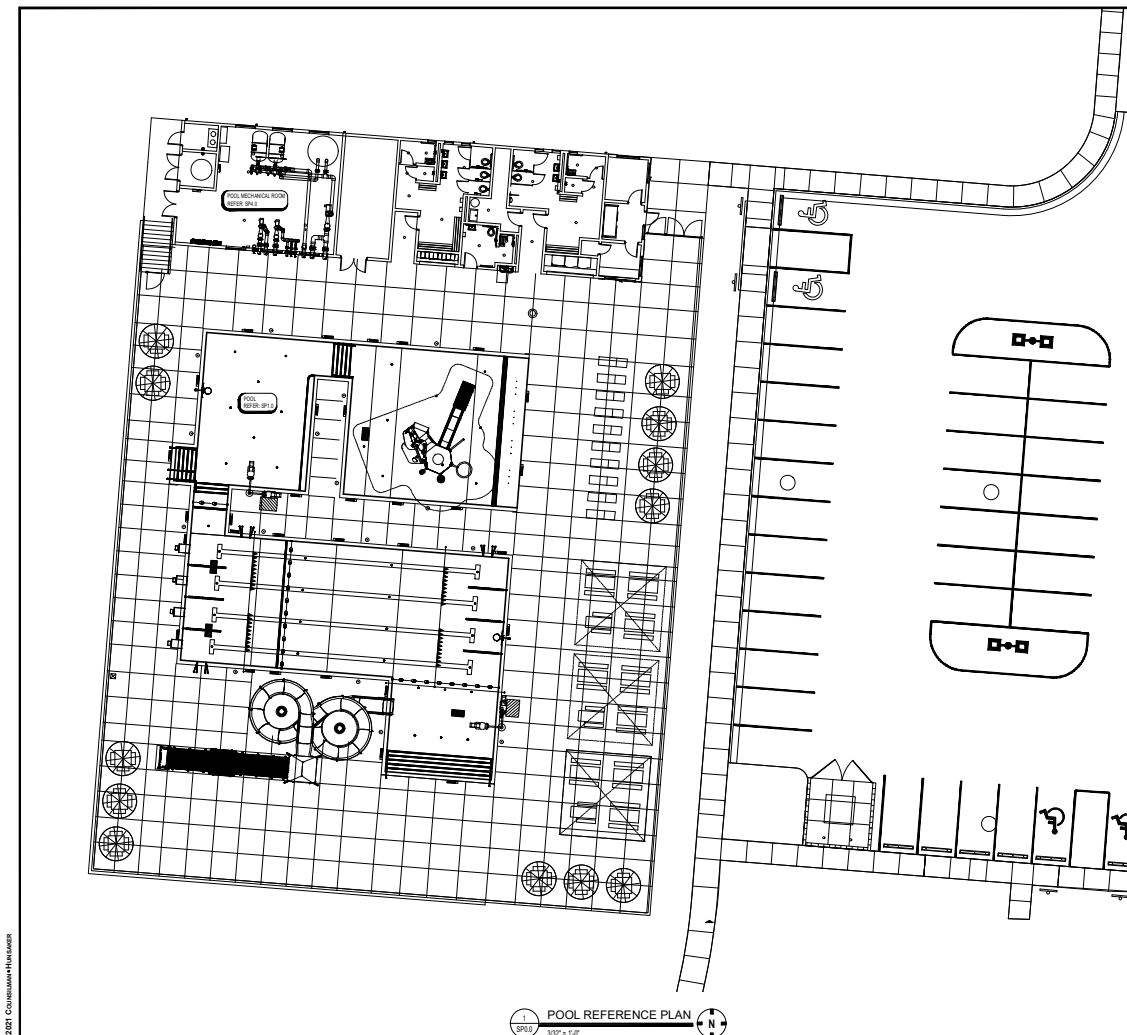 POOL MECHANICAL ROOM
REFER: SP4.0
POOL
REFER: SP1.0
1
SP0.0
POOL REFERENCE PLAN
3/32" = 1'-0"
N
2021 COUNSILMAN•HUNSAKER